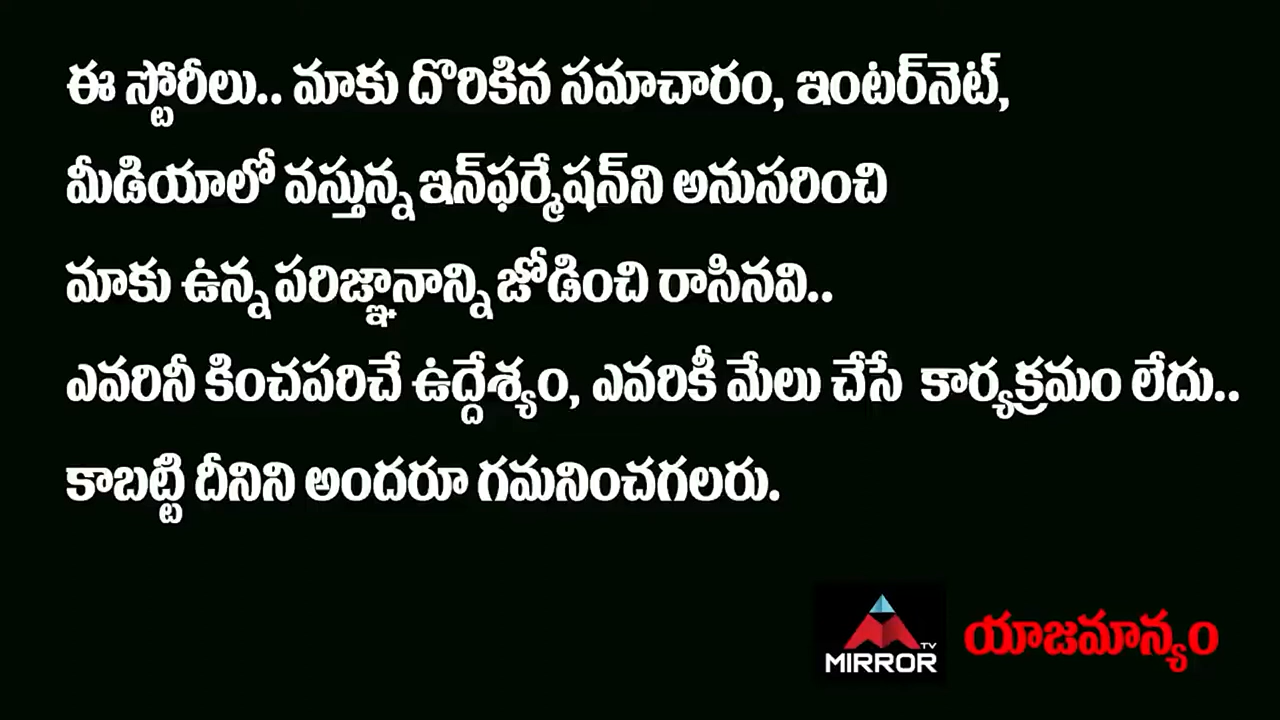 ఈ స్టోరీలు.. మాకు దొరికిన సమాచారం, ఇంటర్‌నెట్,
మీడియాలో వస్తున్న ఇన్‌ఫర్మేషన్‌ని అనుసరించి
మాకు ఉన్న పరిజ్ఞానాన్ని జోడించి రాసినవి..
ఎవరినీ కించపరిచే ఉద్దేశ్యం, ఎవరికీ మేలు చేసే కార్యక్రమం లేదు..
కాబట్టి దీనిని అందరూ గమనించగలరు.
TV
MIRROR
యాజమాన్యం